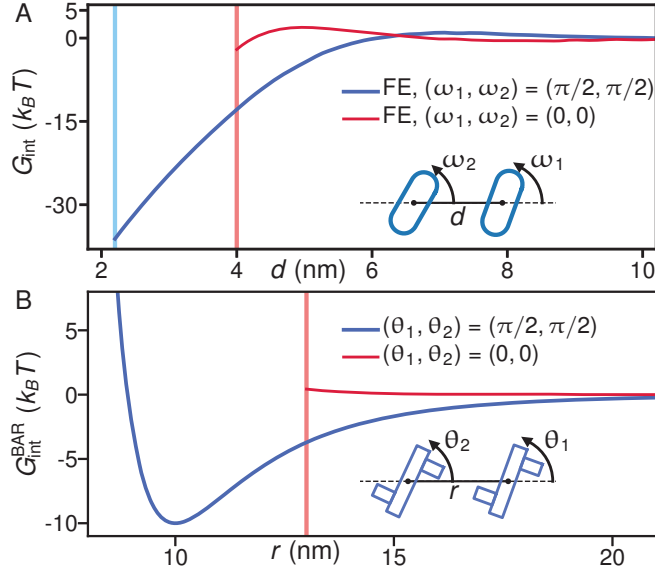 A
G_int (k_BT)
5
0
-15
-30
FE, (ω₁, ω₂) = (π/2, π/2)
FE, (ω₁, ω₂) = (0, 0)
ω₂
ω₁
d
2
4
d (nm)
6
8
10
B
G_int^BAR (k_BT)
5
0
-5
-10
(θ₁, θ₂) = (π/2, π/2)
(θ₁, θ₂) = (0, 0)
θ₂
θ₁
r
10
r (nm)
15
20